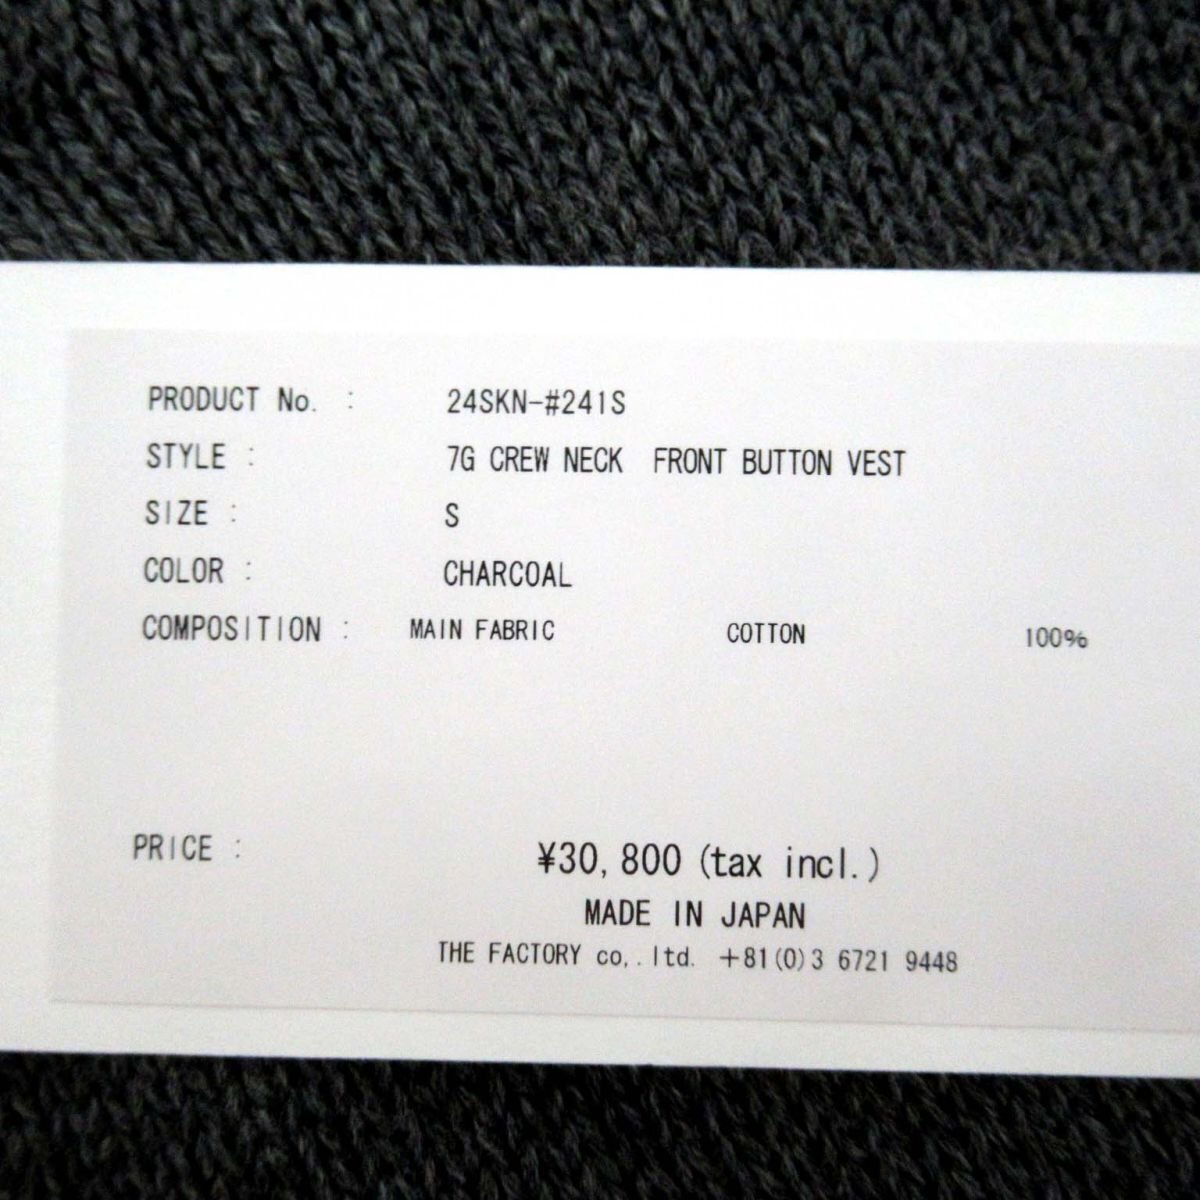 PRODUCT No. : 24SKN-#241S
STYLE : 7G CREW NECK FRONT BUTTON VEST
SIZE : S
COLOR : CHARCOAL
COMPOSITION : MAIN FABRIC COTTON 100%
PRICE : ¥30,800 (tax incl.)
MADE IN JAPAN
THE FACTORY co,.ltd. +81(0)3 6721 9448